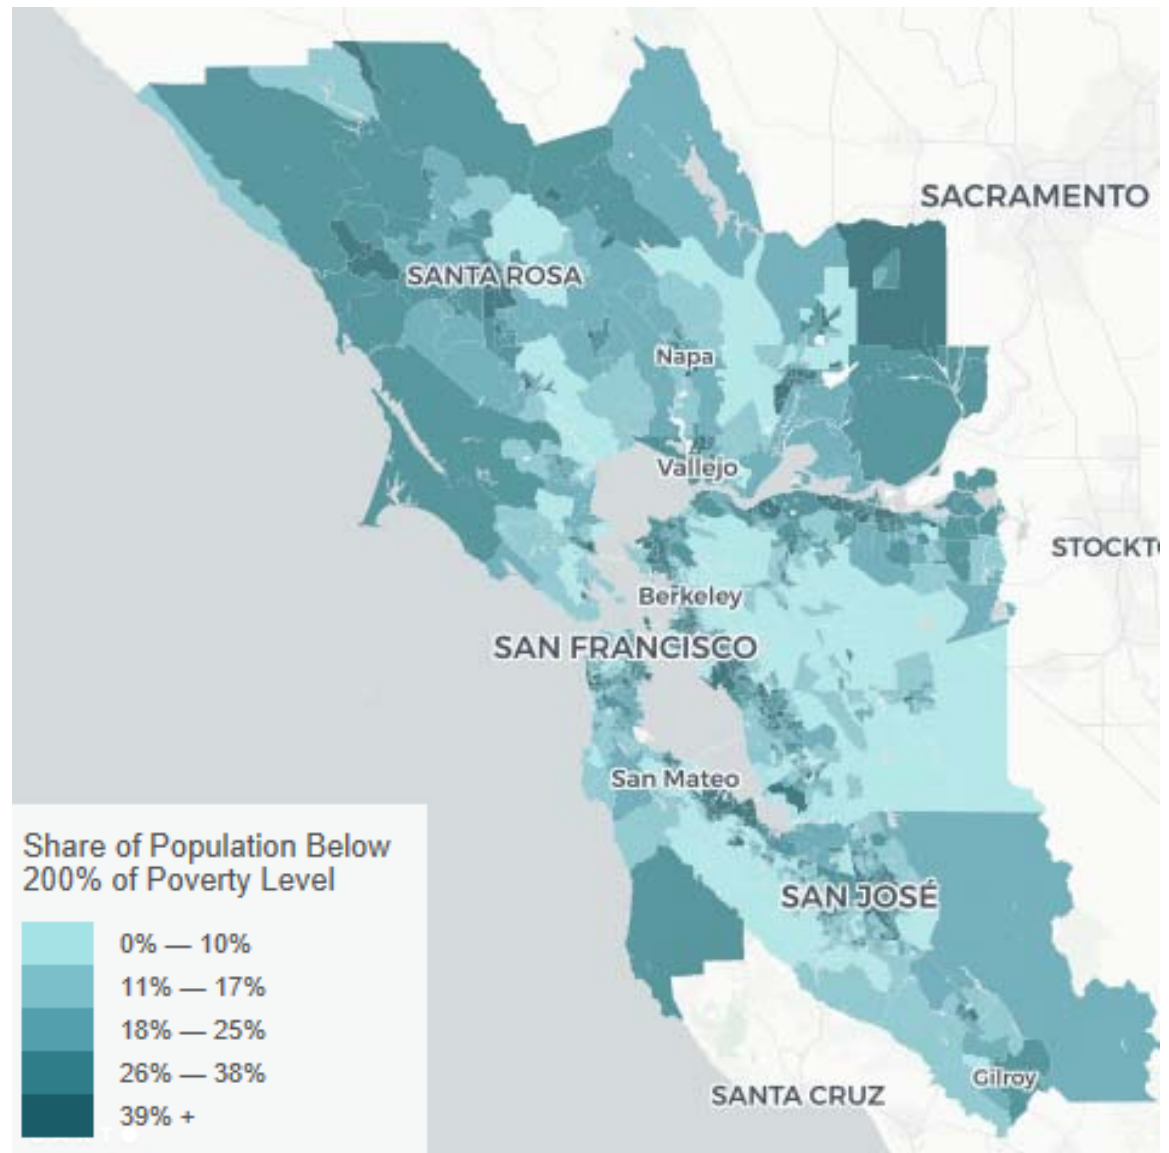 SACRAMENTO
SANTA ROSA
Napa
Vallejo
STOCKT
Berkeley
SAN FRANCISCO
San Mateo
Share of Population Below
200% of Poverty Level
SAN JOSÉ
0% — 10%
11% — 17%
18% — 25%
26% — 38%
39% +
Gilroy
SANTA CRUZ